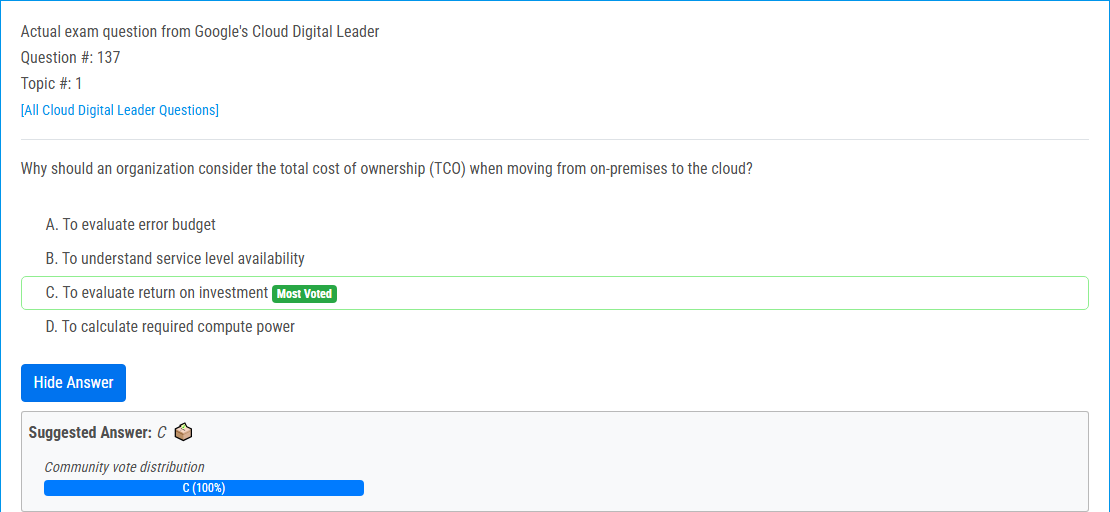 Actual exam question from Google's Cloud Digital Leader
Question #: 137
Topic #: 1
[All Cloud Digital Leader Questions]
Why should an organization consider the total cost of ownership (TCO) when moving from on-premises to the cloud?
A. To evaluate error budget
B. To understand service level availability
C. To evaluate return on investment Most Voted
D. To calculate required compute power
Hide Answer
Suggested Answer: C
Community vote distribution
C (100%)